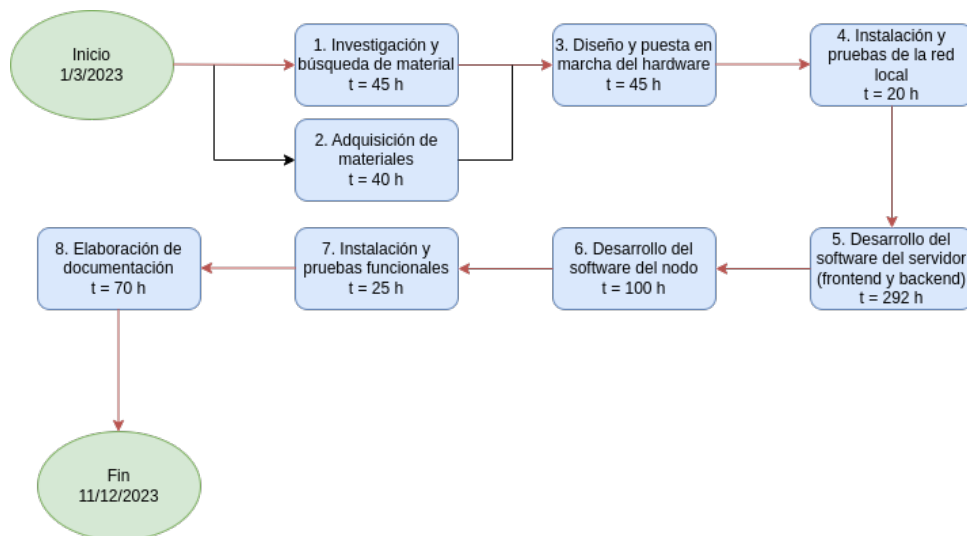 Inicio
1/3/2023
1. Investigación y
búsqueda de material
t = 45 h
2. Adquisición de
materiales
t = 40 h
3. Diseño y puesta en
marcha del hardware
t = 45 h
4. Instalación y
pruebas de la red
local
t = 20 h
5. Desarrollo del
software del servidor
(frontend y backend)
t = 292 h
6. Desarrollo del
software del nodo
t = 100 h
7. Instalación y
pruebas funcionales
t = 25 h
8. Elaboración de
documentación
t = 70 h
Fin
11/12/2023